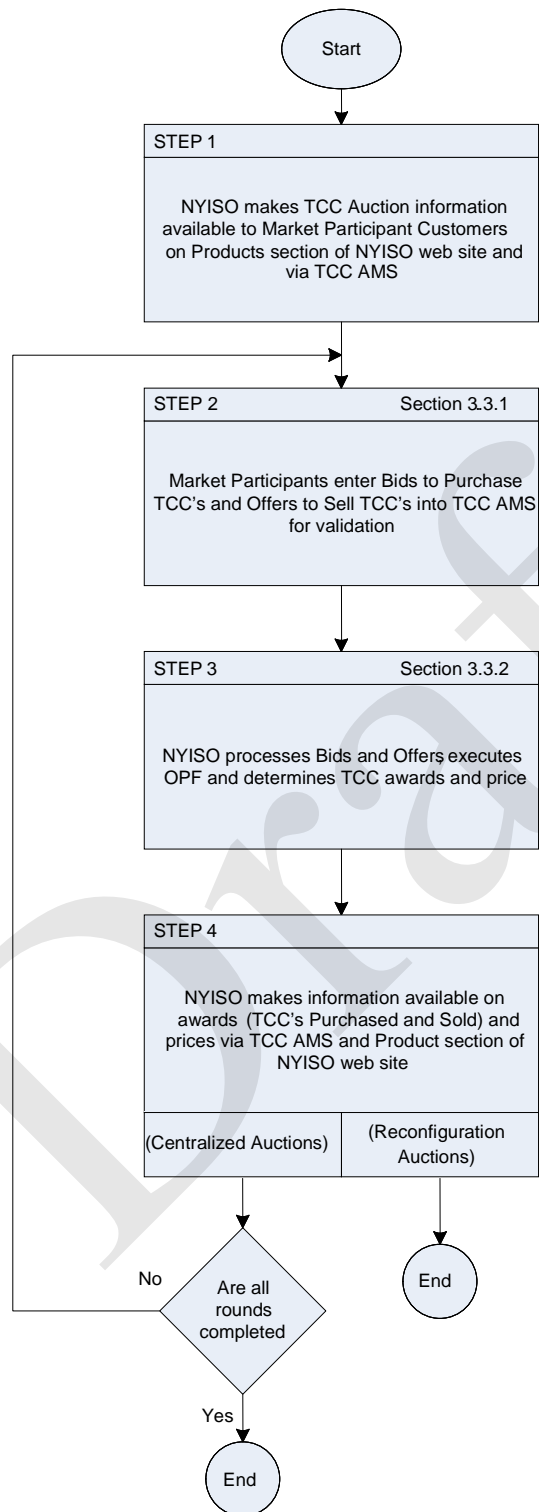 Start
STEP 1
NYISO makes TCC Auction information
available to Market Participant Customers
on Products section of NYISO web site and
via TCC AMS
STEP 2 Section 3.3.1
Market Participants enter Bids to Purchase
TCC's and Offers to Sell TCC's into TCC AMS
for validation
STEP 3 Section 3.3.2
NYISO processes Bids and Offers, executes
OPF and determines TCC awards and price
STEP 4
NYISO makes information available on
awards (TCC's Purchased and Sold) and
prices via TCC AMS and Product section of
NYISO web site
(Centralized Auctions)
(Reconfiguration
Auctions)
No
Are all
rounds
completed
End
Yes
End
Draf